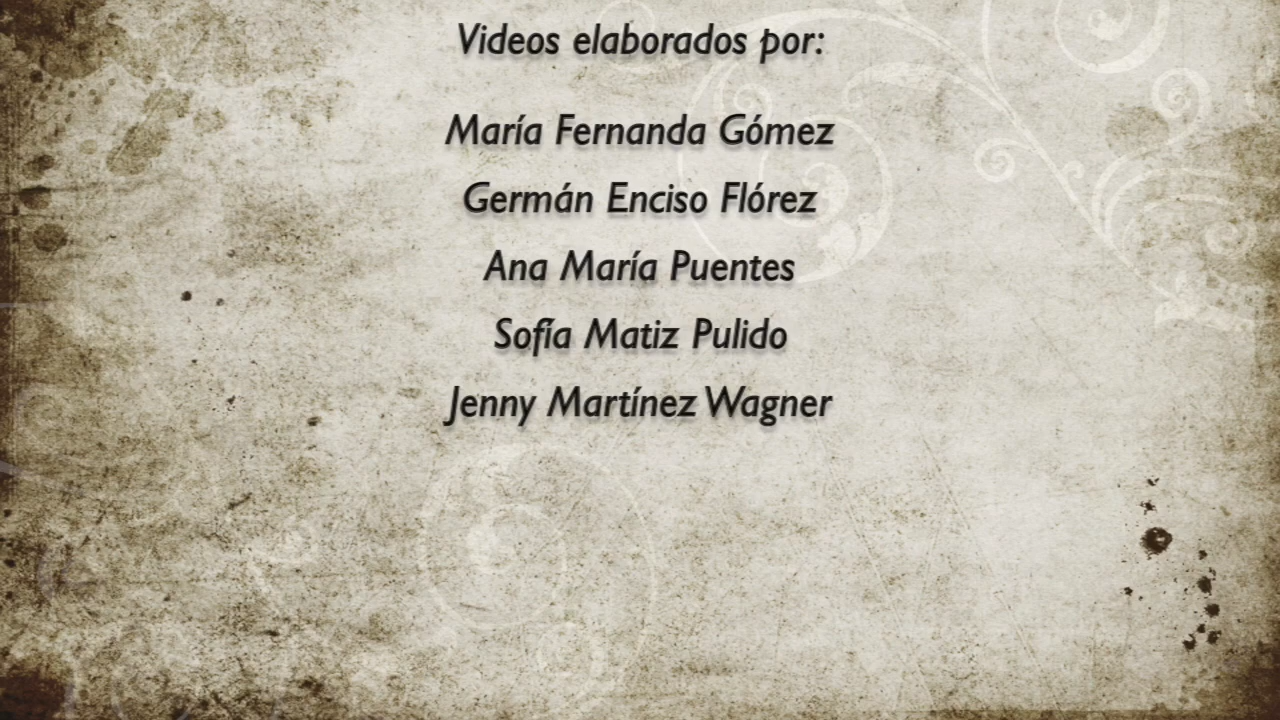 Videos elaborados por:
María Fernanda Gómez
Germán Enciso Flórez
Ana María Puentes
Sofía Matiz Pulido
Jenny Martínez Wagner